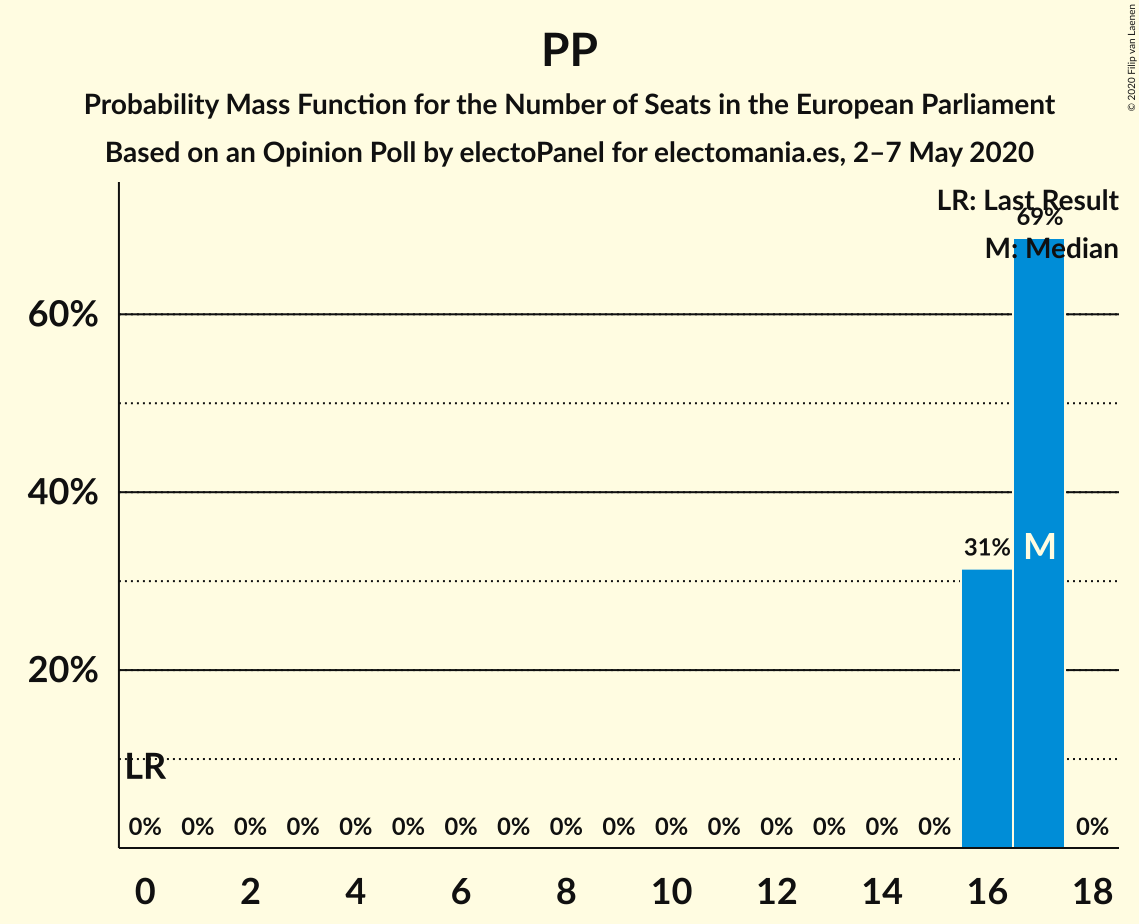 PP
Probability Mass Function for the Number of Seats in the European Parliament
Based on an Opinion Poll by electoPanel for electomania.es, 2–7 May 2020
© 2020 Filip van Laenen
LR: Last Result
69%
M: Median
60%
40%
31%
M
20%
LR
0% 0% 0% 0% 0% 0% 0% 0% 0% 0% 0% 0% 0% 0% 0% 0% 0%
0 2 4 6 8 10 12 14 16 18